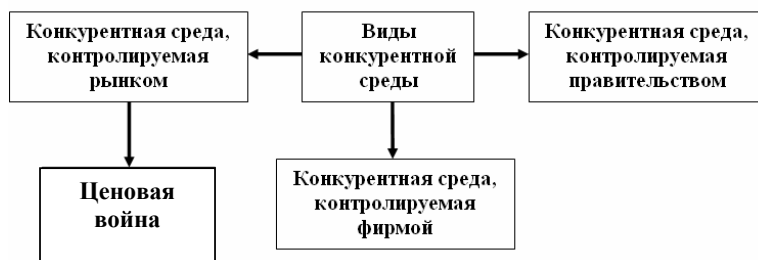 Конкурентная среда,
контролируемая
рынком
Виды
конкурентной
среды
Конкурентная среда,
контролируемая
правительством
Ценовая
война
Конкурентная среда,
контролируемая
фирмой